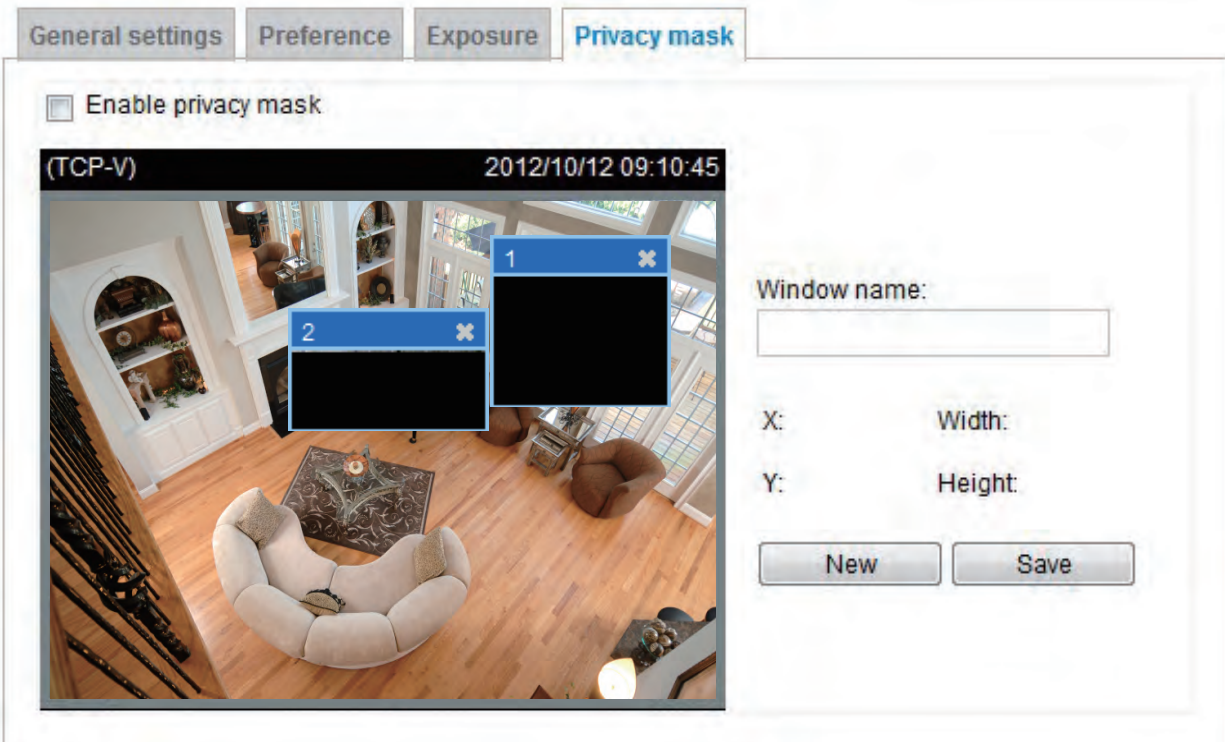 General settings Preference Exposure Privacy mask
Enable privacy mask
(TCP-V) 2012/10/12 09:10:45
1
2
Window name:
X: Width:
Y: Height:
New Save